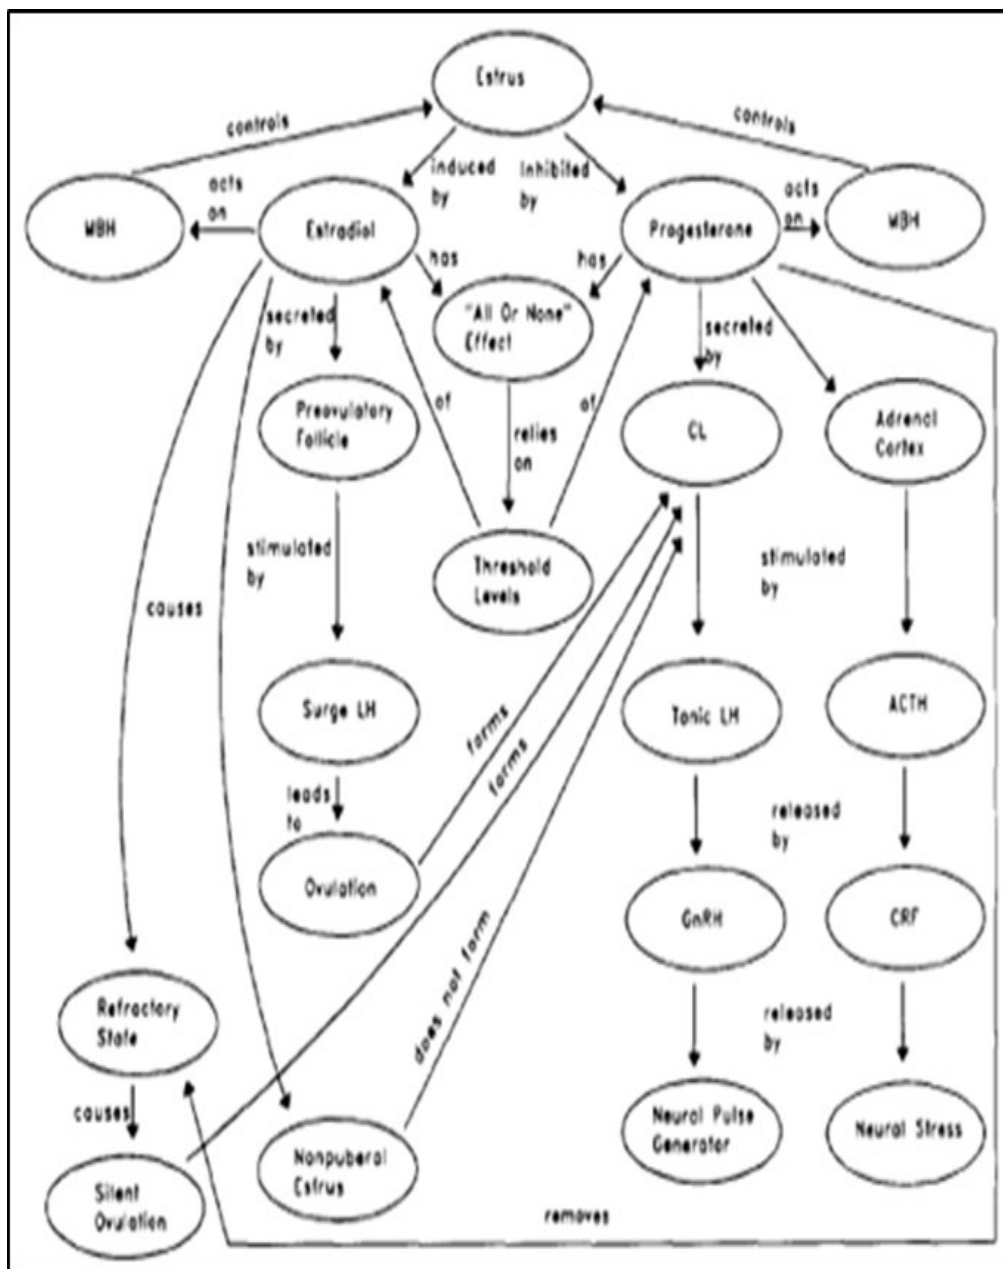 Estrus
controls
controls
induced
by
Inhibited
by
MBH
acts
on
Estradiol
Progesterone
acts
on
MBH
has
has
"All Or None"
Effect
secreted
by
secreted
by
Preovulatory
Follicle
of
of
relies
on
CL
Adrenal
Cortex
stimulated
by
Threshold
Levels
stimulated
by
causes
Surge LH
forms
forms
Tonic LH
ACTH
leads
to
released
by
Ovulation
GnRH
CRF
does not form
Refractory
State
released
by
causes
Neural Pulse
Generator
Neural Stress
Silent
Ovulation
Nonpuberal
Estrus
removes